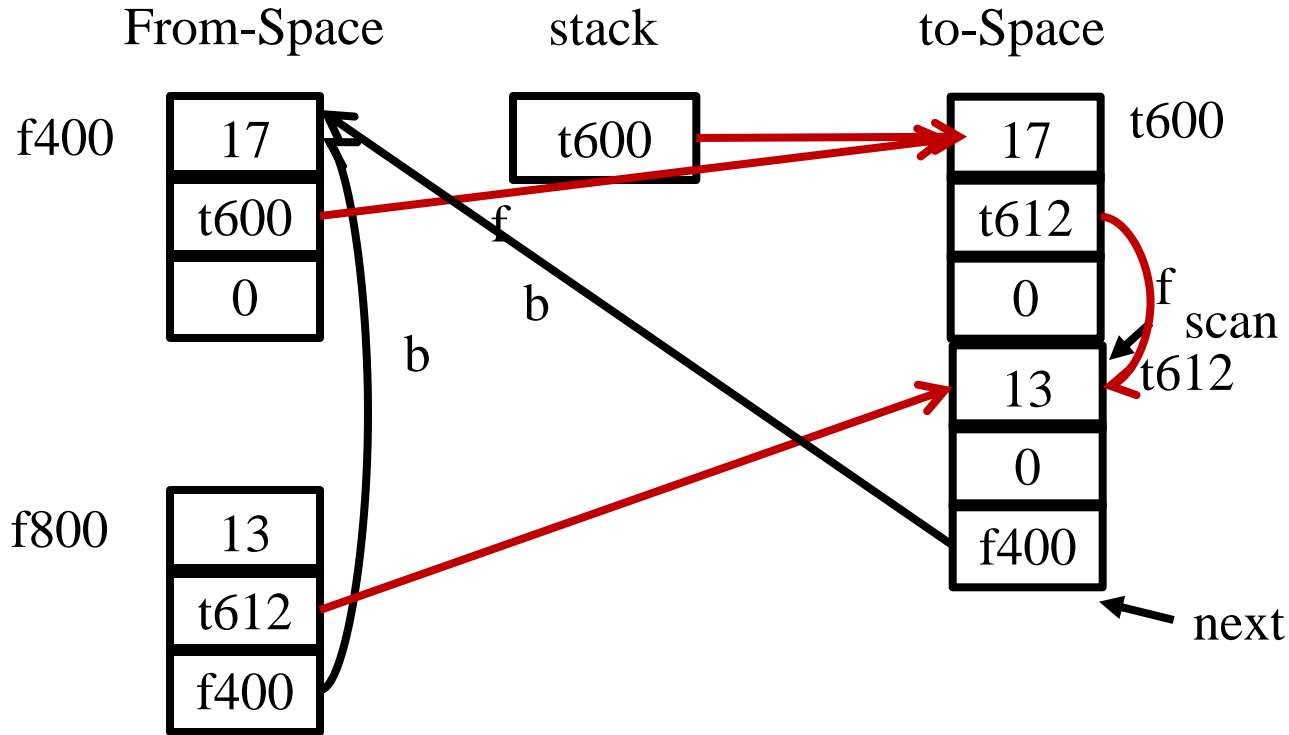 From-Space
stack
to-Space
f400
17
t600
0
t600
17
t600
t612
0
f
b
b
f
scan
t612
13
0
f400
next
f800
13
t612
f400